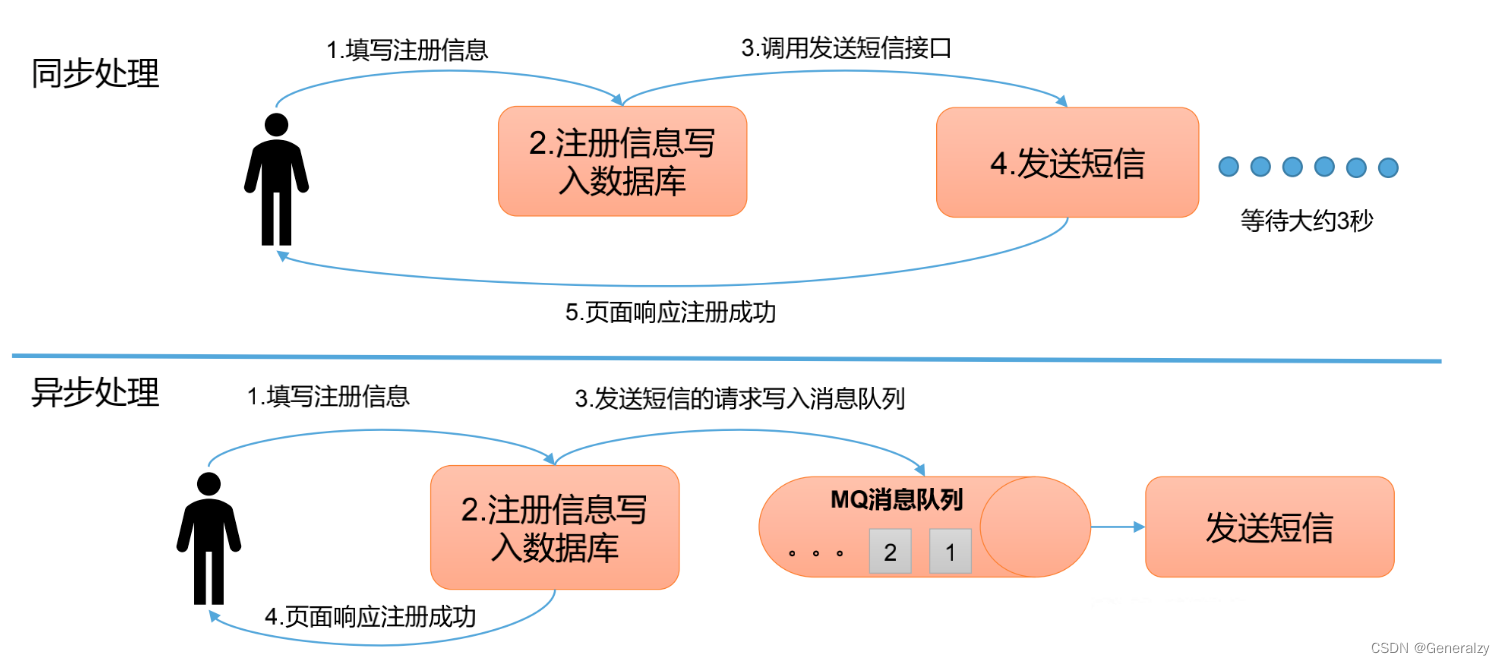 同步处理
1.填写注册信息
3.调用发送短信接口
2.注册信息写
入数据库
4.发送短信
等待大约3秒
5.页面响应注册成功
异步处理
1.填写注册信息
3.发送短信的请求写入消息队列
2.注册信息写
入数据库
MQ消息队列
。。。 2 1
发送短信
4.页面响应注册成功
CSDN @Generalzy